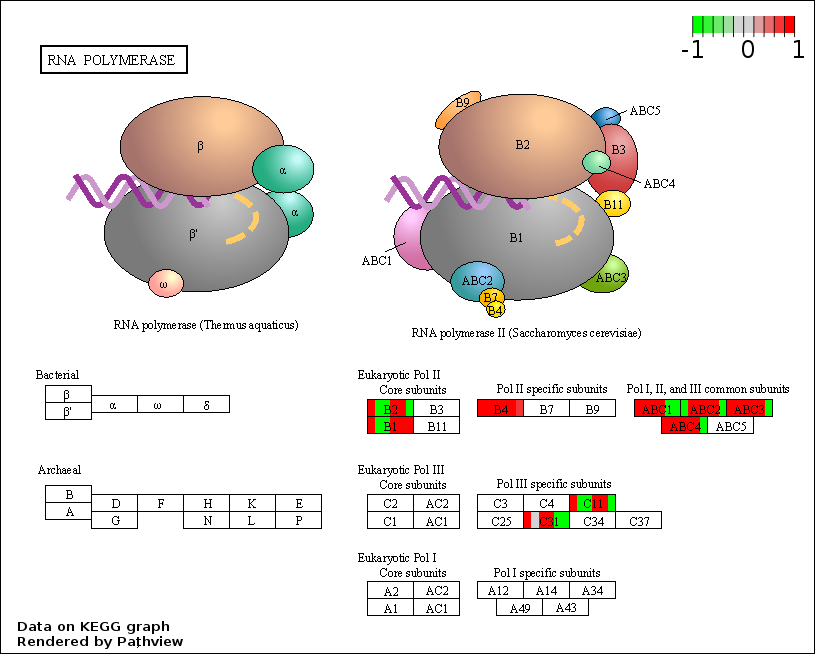 -1 0 1
RNA POLYMERASE
B9
ABC5
β
B2
B3
α
ABC4
α
B11
β'
B1
ABC1
ω
ABC2
ABC3
B7
B4
RNA polymerase (Thermus aquaticus)
RNA polymerase II (Saccharomyces cerevisiae)
Bacterial
β
β'
α ω δ
Eukaryotic Pol II
Core subunits
B2 B3
B1 B11
Pol II specific subunits
B4 B7 B9
Pol I, II, and III common subunits
ABC1 ABC2 ABC3
ABC4 ABC5
Archaeal
B
A
D F H K E
G N L P
Eukaryotic Pol III
Core subunits
C2 AC2
C1 AC1
Pol III specific subunits
C3 C4 C11
C25 C31 C34 C37
Eukaryotic Pol I
Core subunits
A2 AC2
A1 AC1
Pol I specific subunits
A12 A14 A34
A49 A43
Data on KEGG graph
Rendered by Pathview